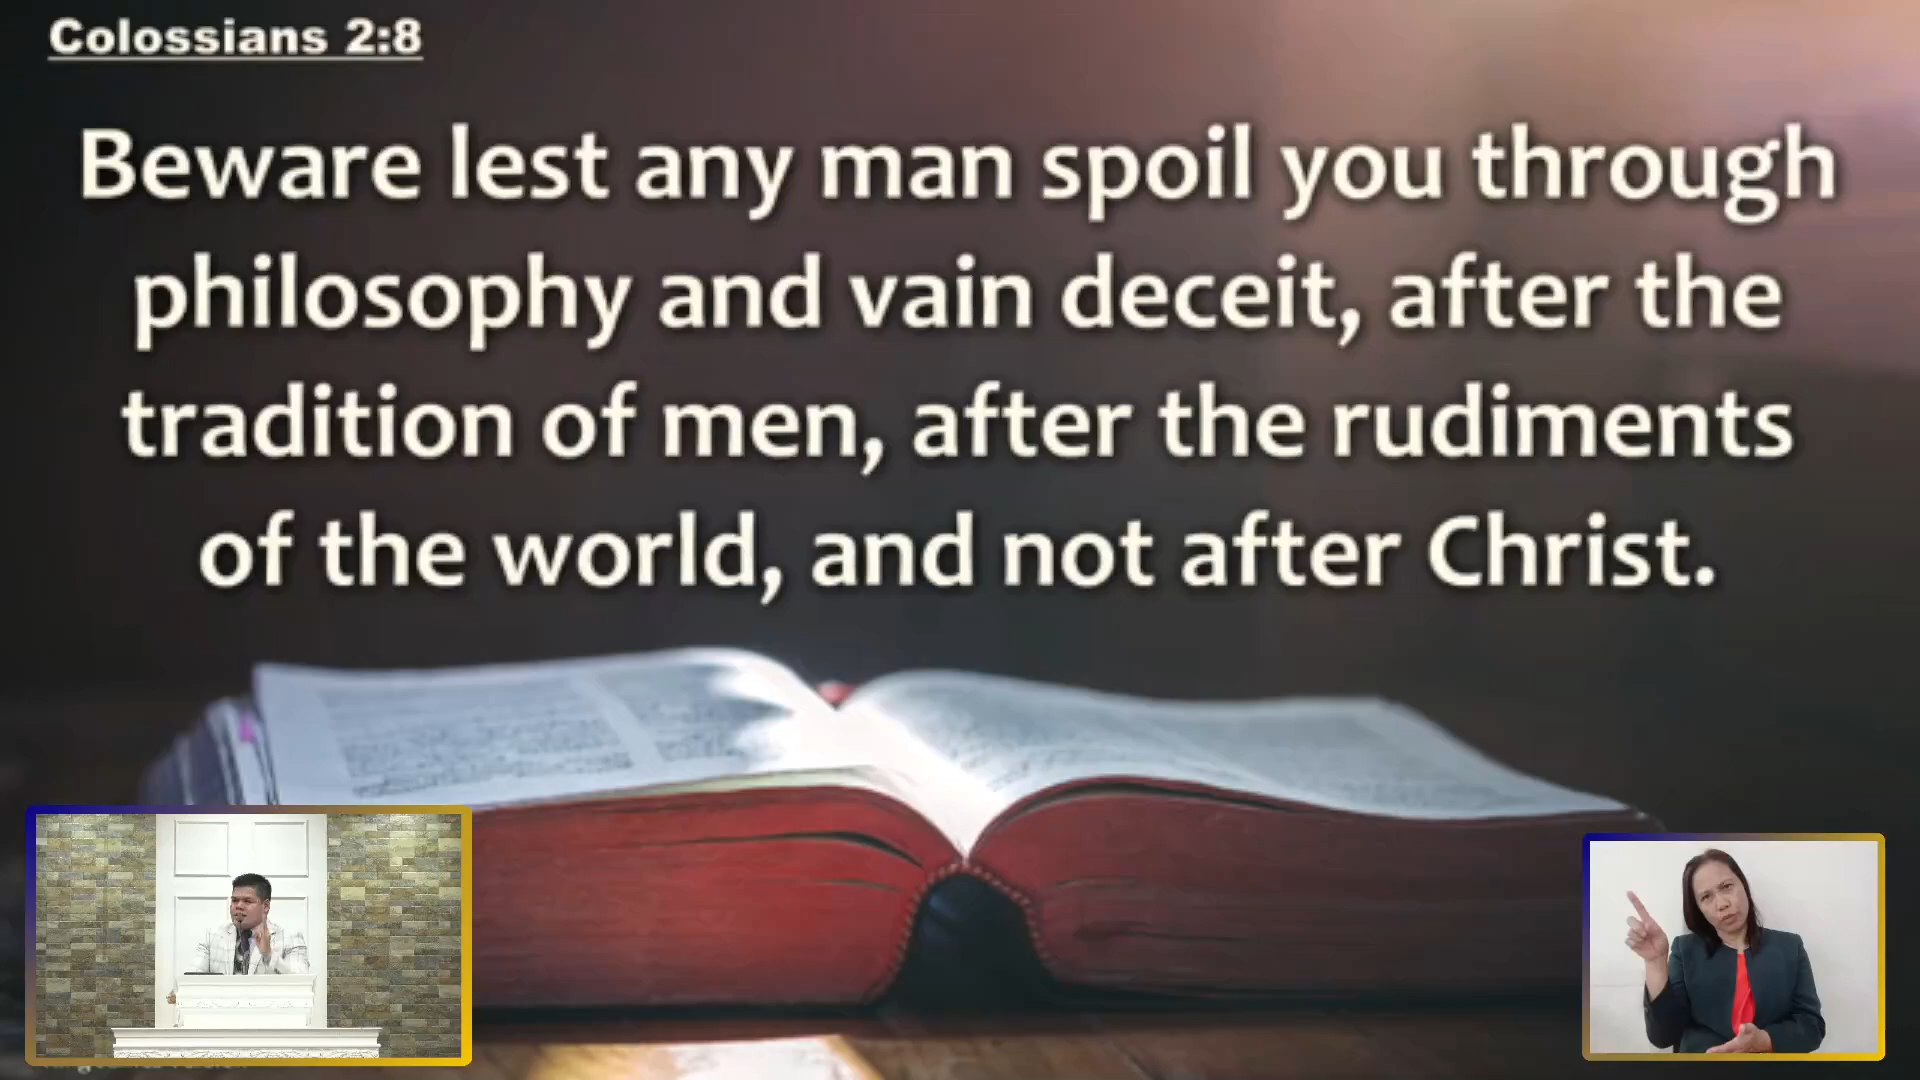 Colossians 2:8
Beware lest any man spoil you through
philosophy and vain deceit, after the
tradition of men, after the rudiments
of the world, and not after Christ.